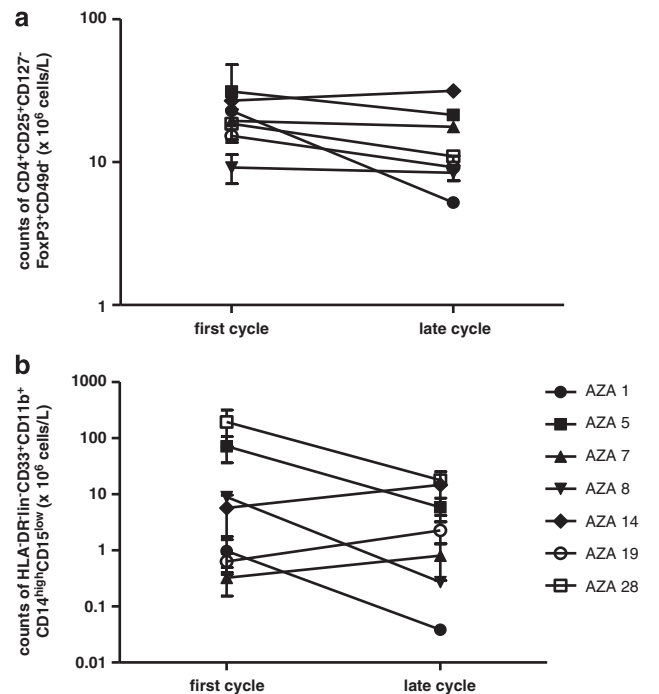 a
counts of CD4⁺CD25⁺CD127⁻
FoxP3⁺CD49d⁻ (x 10⁶ cells/L)
100
10
1
first cycle
late cycle
b
counts of HLA⁻DR⁻lin⁻CD33⁺CD11b⁺
CD14ʰⁱᵍʰCD15ˡᵒʷ (x 10⁶ cells/L)
1000
100
10
1
0.1
0.01
first cycle
late cycle
AZA 1
AZA 5
AZA 7
AZA 8
AZA 14
AZA 19
AZA 28